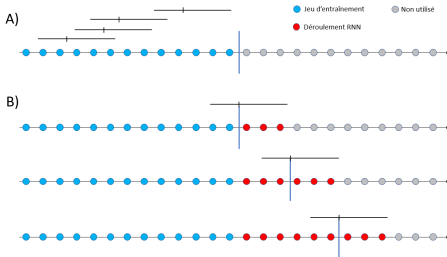 A)
Jeu d'entraînement
Non utilisé
Déroulement RNN
B)